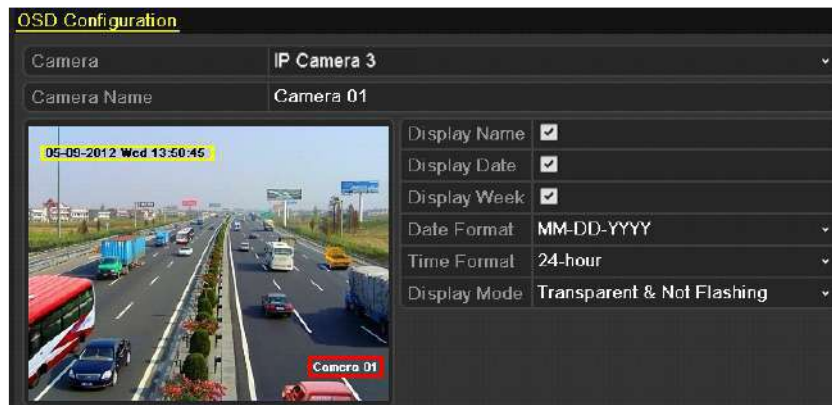 OSD Configuration
Camera IP Camera 3
Camera Name Camera 01
05-09-2012 Wed 13:50:45
Display Name
Display Date
Display Week
Date Format MM-DD-YYYY
Time Format 24-hour
Display Mode Transparent & Not Flashing
Camera 01